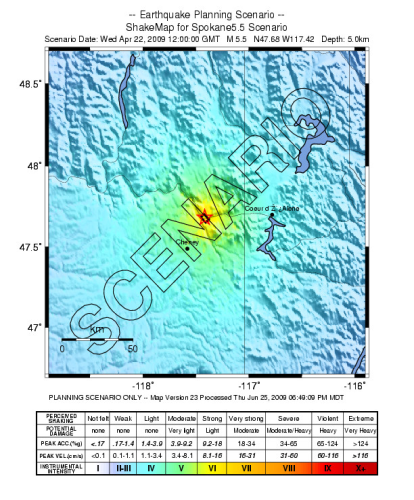 -- Earthquake Planning Scenario --
ShakeMap for Spokane5.5 Scenario
Scenario Date: Wed Apr 22, 2009 12:00:00 GMT M 5.5 N47.68 W117.42 Depth: 5.0km
48.5˚
48˚
47.5˚
47˚
SCENARIO
Coeur d'Alene
Cheney
km
0 50
-118˚ -117˚ -116˚
PLANNING SCENARIO ONLY -- Map Version 23 Processed Thu Jun 25, 2009 06:49:09 PM MDT
PERCEIVED SHAKING Not felt Weak Light Moderate Strong Very strong Severe Violent Extreme
POTENTIAL DAMAGE none none none Very light Light Moderate Moderate/Heavy Heavy Very Heavy
PEAK ACC.(%g) <.17 .17-1.4 1.4-3.9 3.9-9.2 9.2-18 18-34 34-65 65-124 >124
PEAK VEL.(cm/s) <0.1 0.1-1.1 1.1-3.4 3.4-8.1 8.1-16 16-31 31-60 60-116 >116
INSTRUMENTAL INTENSITY I II-III IV V VI VII VIII IX X+